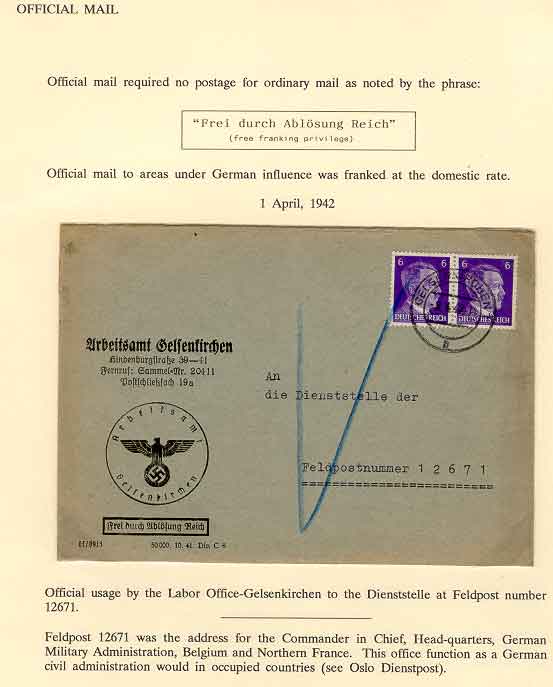 OFFICIAL MAIL
Official mail required no postage for ordinary mail as noted by the phrase:
"Frei durch Ablösung Reich"
(free franking privilege)
Official mail to areas under German influence was franked at the domestic rate.
1 April, 1942
6 6 6 6
DEUTSCHES REICH DEUTSCHES REICH
GELSENKIRCHEN
a
Arbeitsamt Gelsenkirchen
Hindenburgstraße 39—41
Fernruf: Sammel-Nr. 20411
Postschließfach 19a
An
die Dienststelle der
Feldpostnummer 1 2 6 7 1
Arbeitsamt
Gelsenkirchen
Frei durch Ablösung Reich
50000. 10. 41. Din C 6
Official usage by the Labor Office-Gelsenkirchen to the Dienststelle at Feldpost number
12671.
Feldpost 12671 was the address for the Commander in Chief, Head-quarters, German
Military Administration, Belgium and Northern France. This office function as a German
civil administration would in occupied countries (see Oslo Dienstpost).